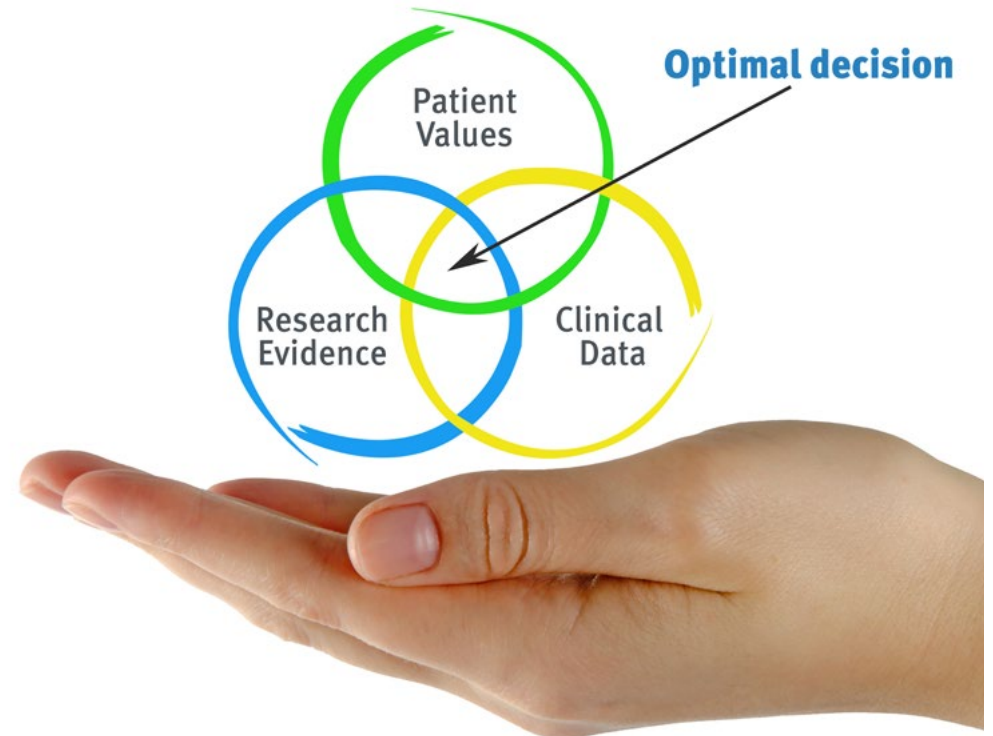 Optimal decision
Patient
Values
Research
Evidence
Clinical
Data